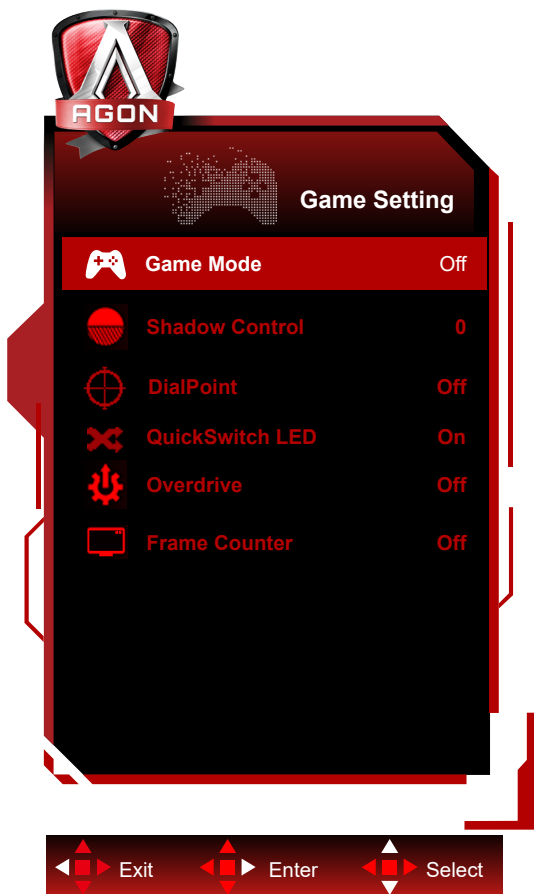 AGON
Game Setting
Game Mode Off
Shadow Control 0
DialPoint Off
QuickSwitch LED On
Overdrive Off
Frame Counter Off
Exit Enter Select